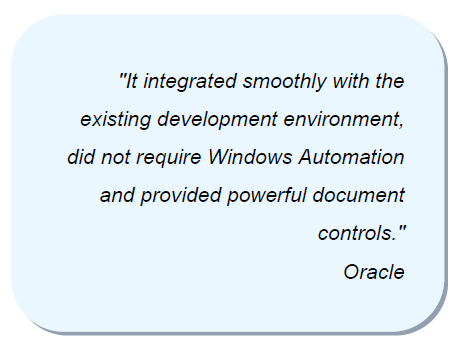 "It integrated smoothly with the
existing development environment,
did not require Windows Automation
and provided powerful document
controls."
Oracle